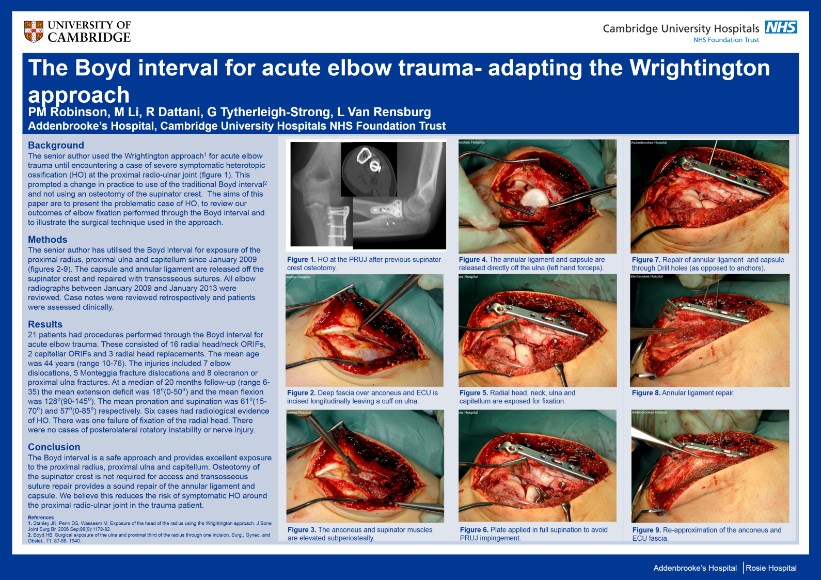 UNIVERSITY OF
CAMBRIDGE
Cambridge University Hospitals NHS
NHS Foundation Trust
The Boyd interval for acute elbow trauma- adapting the Wrightington
approach
PM Robinson, M Li, R Dattani, G Tytherleigh-Strong, L Van Rensburg
Addenbrooke's Hospital, Cambridge University Hospitals NHS Foundation Trust
Background
The senior author used the Wrightington approach¹ for acute elbow
trauma until encountering a case of severe symptomatic heterotopic
ossification (HO) at the proximal radio-ulnar joint (figure 1). This
prompted a change in practice to use of the traditional Boyd interval²
and not using an osteotomy of the supinator crest. The aims of this
paper are to present the problematic case of HO, to review our
outcomes of elbow fixation performed through the Boyd interval and
to illustrate the surgical technique used in the approach.
Methods
The senior author has utilised the Boyd interval for exposure of the
proximal radius, proximal ulna and capitellum since January 2009
(figures 2-9). The capsule and annular ligament are released off the
supinator crest and repaired with transosseous sutures. All elbow
radiographs between January 2009 and January 2013 were
reviewed. Case notes were reviewed retrospectively and patients
were assessed clinically.
Results
21 patients had procedures performed through the Boyd interval for
acute elbow trauma. These consisted of 16 radial head/neck ORIFs,
2 capitellar ORIFs and 3 radial head replacements. The mean age
was 44 years (range 10-76). The injuries included 7 elbow
dislocations, 5 Monteggia fracture dislocations and 8 olecranon or
proximal ulna fractures. At a median of 20 months follow-up (range 6-
35) the mean extension deficit was 18°(0-50°) and the mean flexion
was 128°(90-145°). The mean pronation and supination was 61°(15-
70°) and 57°(0-85°) respectively. Six cases had radiological evidence
of HO. There was one failure of fixation of the radial head. There
were no cases of posterolateral rotatory instability or nerve injury.
Conclusion
The Boyd interval is a safe approach and provides excellent exposure
to the proximal radius, proximal ulna and capitellum. Osteotomy of
the supinator crest is not required for access and transosseous
suture repair provides a sound repair of the annular ligament and
capsule. We believe this reduces the risk of symptomatic HO around
the proximal radio-ulnar joint in the trauma patient.
References
1. Stanley JK, Penn DS, Wasseem M. Exposure of the head of the radius using the Wrightington approach. J Bone
Joint Surg Br. 2006 Sep;88(9):1178-82.
2. Boyd HB. Surgical exposure of the ulna and proximal third of the radius through one incision. Surg., Gynec. and
Obstet., 71: 87-88, 1940.
Figure 1. HO at the PRUJ after previous supinator
crest osteotomy.
Figure 2. Deep fascia over anconeus and ECU is
incised longitudinally leaving a cuff on ulna.
Figure 3. The anconeus and supinator muscles
are elevated subperiosteally.
Figure 4. The annular ligament and capsule are
released directly off the ulna (left hand forceps).
Figure 5. Radial head, neck, ulna and
capitellum are exposed for fixation.
Figure 6. Plate applied in full supination to avoid
PRUJ impingement.
Figure 7. Repair of annular ligament and capsule
through Drill holes (as opposed to anchors).
Figure 8. Annular ligament repair
Figure 9. Re-approximation of the anconeus and
ECU fascia.
Addenbrooke's Hospital | Rosie Hospital